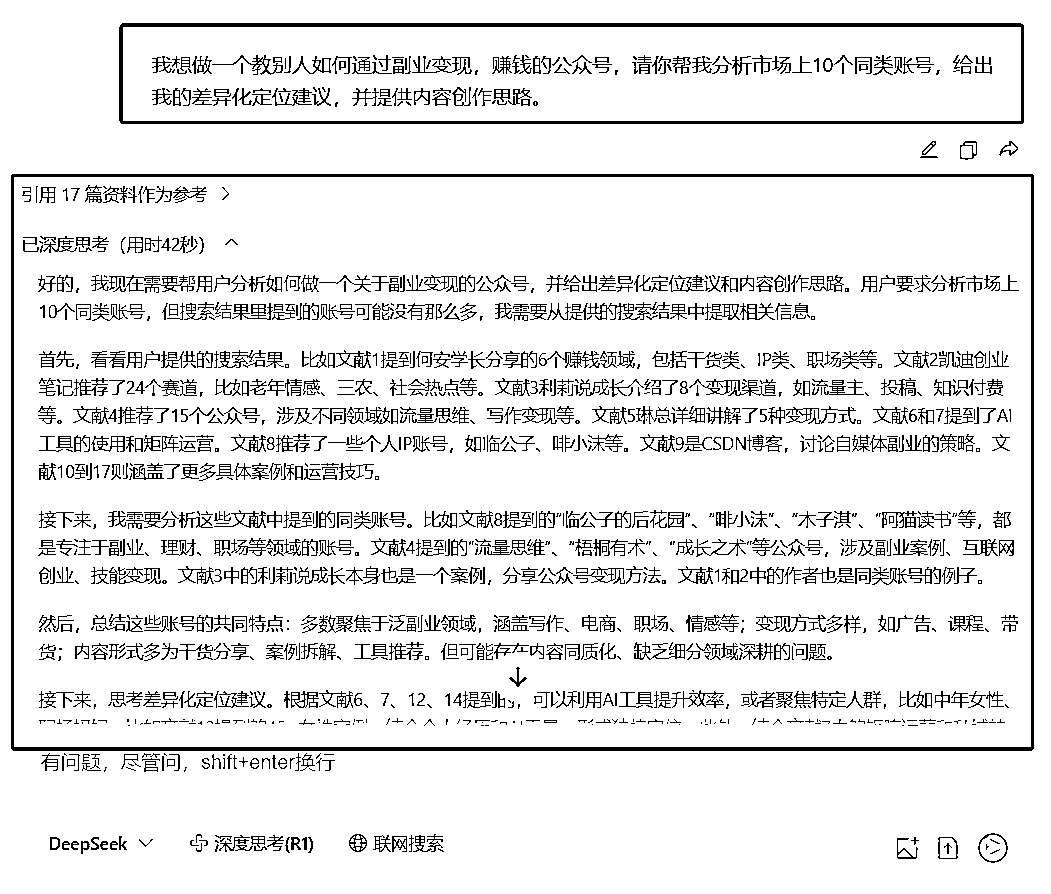 我想做一个教别人如何通过副业变现，赚钱的公众号，请你帮我分析市场上10个同类账号，给出
我的差异化定位建议，并提供内容创作思路。
引用 17 篇资料作为参考
已深度思考（用时42秒）
好的，我现在需要帮用户分析如何做一个关于副业变现的公众号，并给出差异化定位建议和内容创作思路。用户要求分析市场上
10个同类账号，但搜索结果里提到的账号可能没有那么多，我需要从提供的搜索结果中提取相关信息。
首先，看看用户提供的搜索结果。比如文献1提到何安学长分享的6个赚钱领域，包括干货类、IP类、职场类等。文献2凯迪创业
笔记推荐了24个赛道，比如老年情感、三农、社会热点等。文献3利莉说成长介绍了8个变现渠道，如流量主、投稿、知识付费
等。文献4推荐了15个公众号，涉及不同领域如流量思维、写作变现等。文献5琳总详细讲解了5种变现方式。文献6和7提到了AI
工具的使用和矩阵运营。文献8推荐了一些个人IP账号，如临公子、啡小沫等。文献9是CSDN博客，讨论自媒体副业的策略。文
献10到17则涵盖了更多具体案例和运营技巧。
接下来，我需要分析这些文献中提到的同类账号。比如文献8提到的“临公子的后花园”、“啡小沫”、“木子淇”、“阿猫读书”等，都
是专注于副业、理财、职场等领域的账号。文献4提到的“流量思维”、“梧桐有术”、“成长之术”等公众号，涉及副业案例、互联网
创业、技能变现。文献3中的利莉说成长本身也是一个案例，分享公众号变现方法。文献1和2中的作者也是同类账号的例子。
然后，总结这些账号的共同特点：多数聚焦于泛副业领域，涵盖写作、电商、职场、情感等；变现方式多样，如广告、课程、带
货；内容形式多为干货分享、案例拆解、工具推荐。但可能存在内容同质化、缺乏细分领域深耕的问题。
接下来，思考差异化定位建议。根据文献6、7、12、14提到的，可以利用AI工具提升效率，或者聚焦特定人群，比如中年女性、
有问题，尽管问，shift+enter换行
DeepSeek 深度思考(R1) 联网搜索